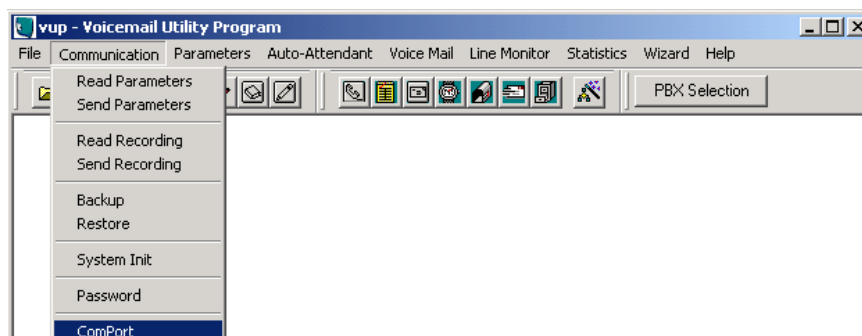 vup - Voicemail Utility Program
File Communication Parameters Auto-Attendant Voice Mail Line Monitor Statistics Wizard Help
PBX Selection
Read Parameters
Send Parameters
Read Recording
Send Recording
Backup
Restore
System Init
Password
ComPort